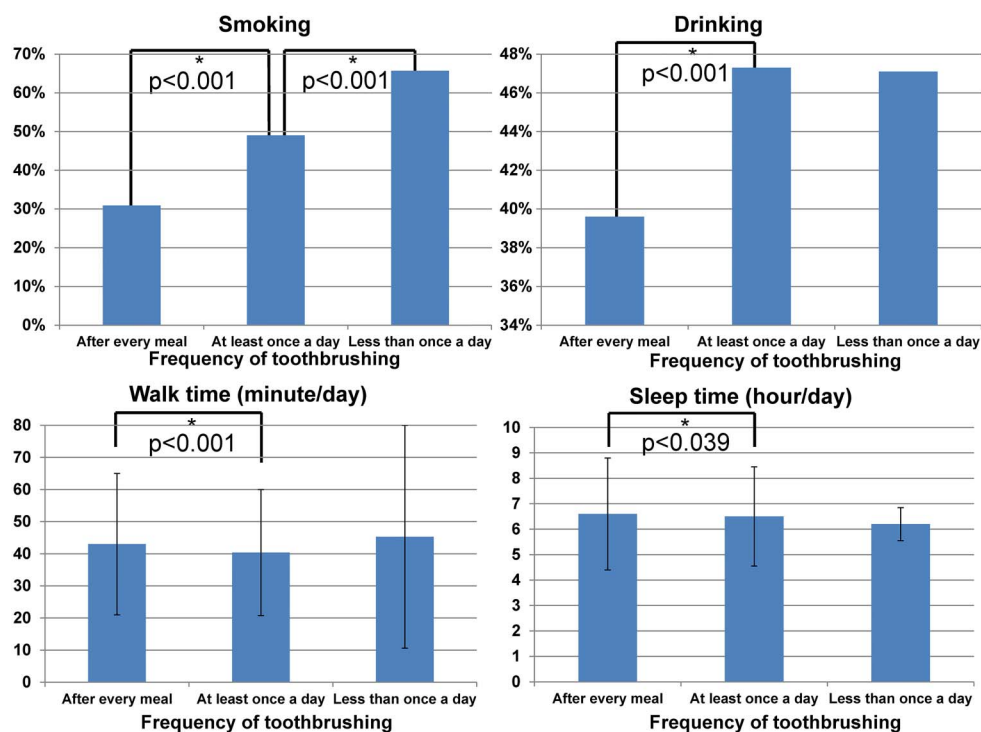 Smoking
70%
60%
50%
40%
30%
20%
10%
0%
*
p<0.001
*
p<0.001
After every meal
At least once a day
Less than once a day
Frequency of toothbrushing
Drinking
48%
46%
44%
42%
40%
38%
36%
34%
*
p<0.001
After every meal
At least once a day
Less than once a day
Frequency of toothbrushing
Walk time (minute/day)
80
70
60
50
40
30
20
10
0
*
p<0.001
After every meal
At least once a day
Less than once a day
Frequency of toothbrushing
Sleep time (hour/day)
10
9
8
7
6
5
4
3
2
1
0
*
p<0.039
After every meal
At least once a day
Less than once a day
Frequency of toothbrushing